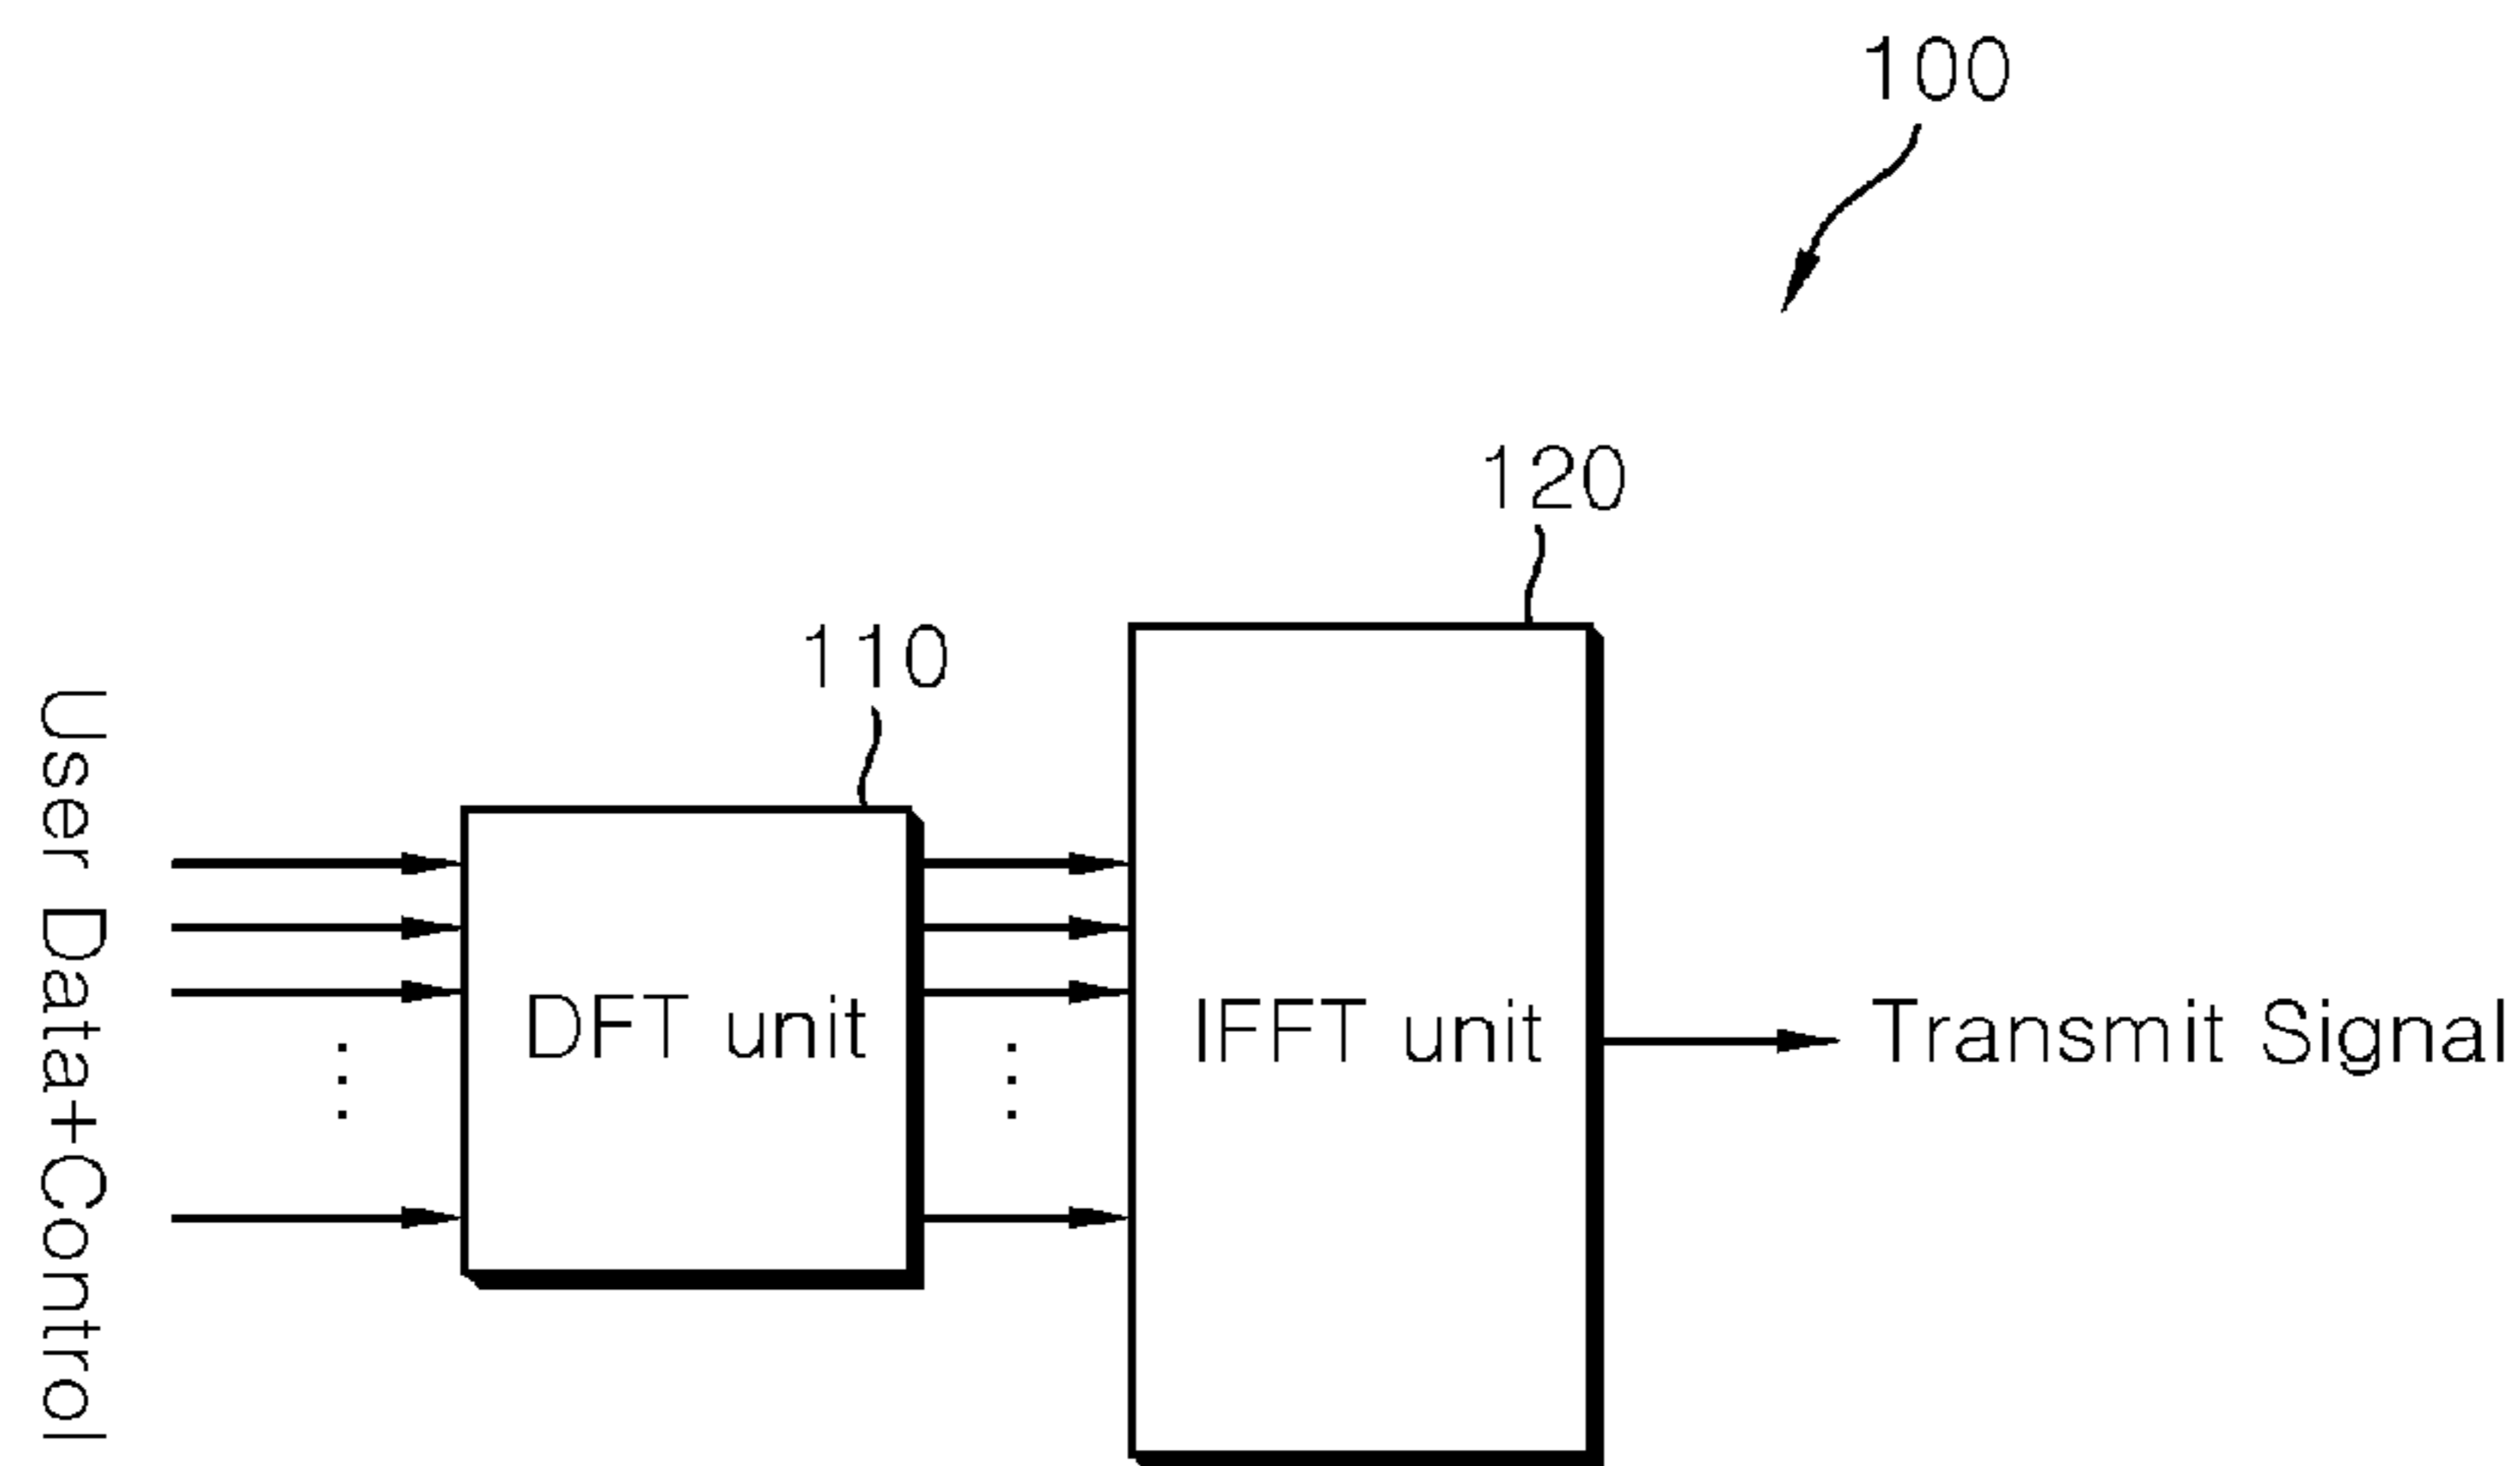 100
120
110
User Data+Control
DFT unit
IFFT unit
Transmit Signal